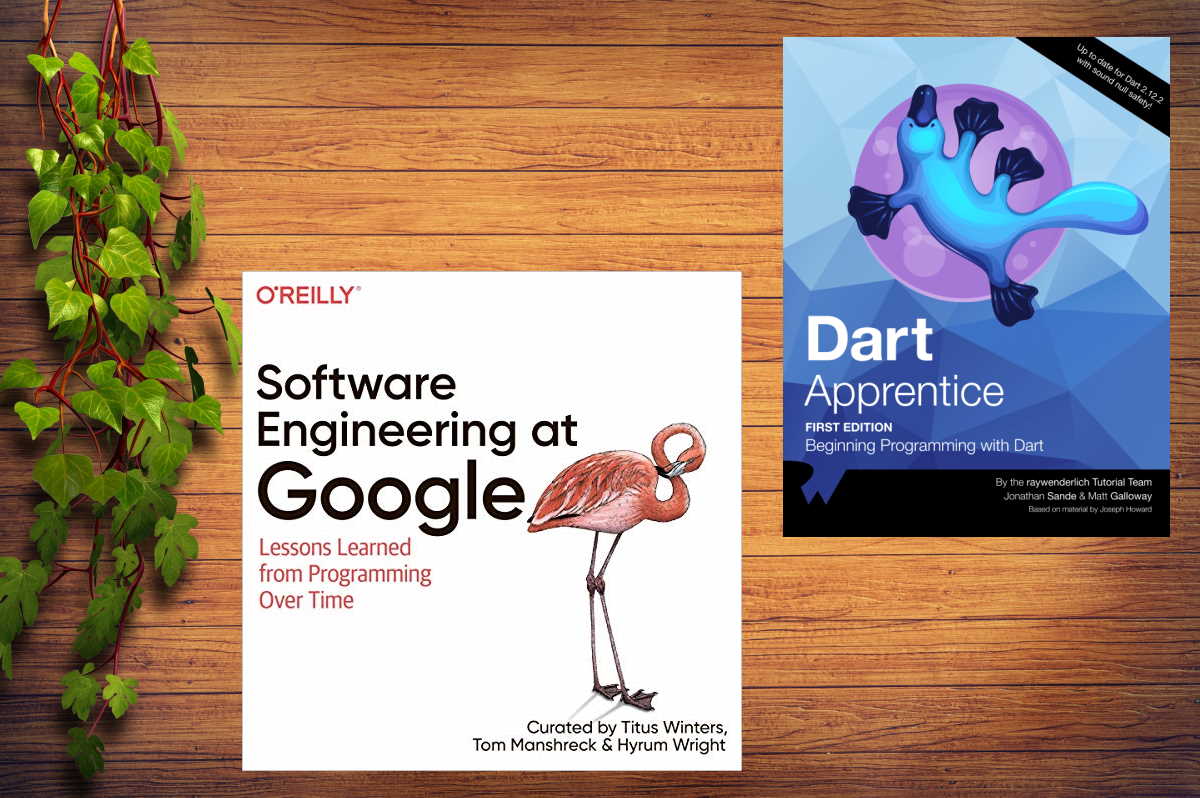 O'REILLY®
Software
Engineering at
Google
Lessons Learned
from Programming
Over Time
Curated by Titus Winters,
Tom Manshreck & Hyrum Wright
Up to date for Dart 2.12.2
with sound null safety!
Dart
Apprentice
FIRST EDITION
Beginning Programming with Dart
By the raywenderlich Tutorial Team
Jonathan Sande & Matt Galloway
Based on material by Joseph Howard